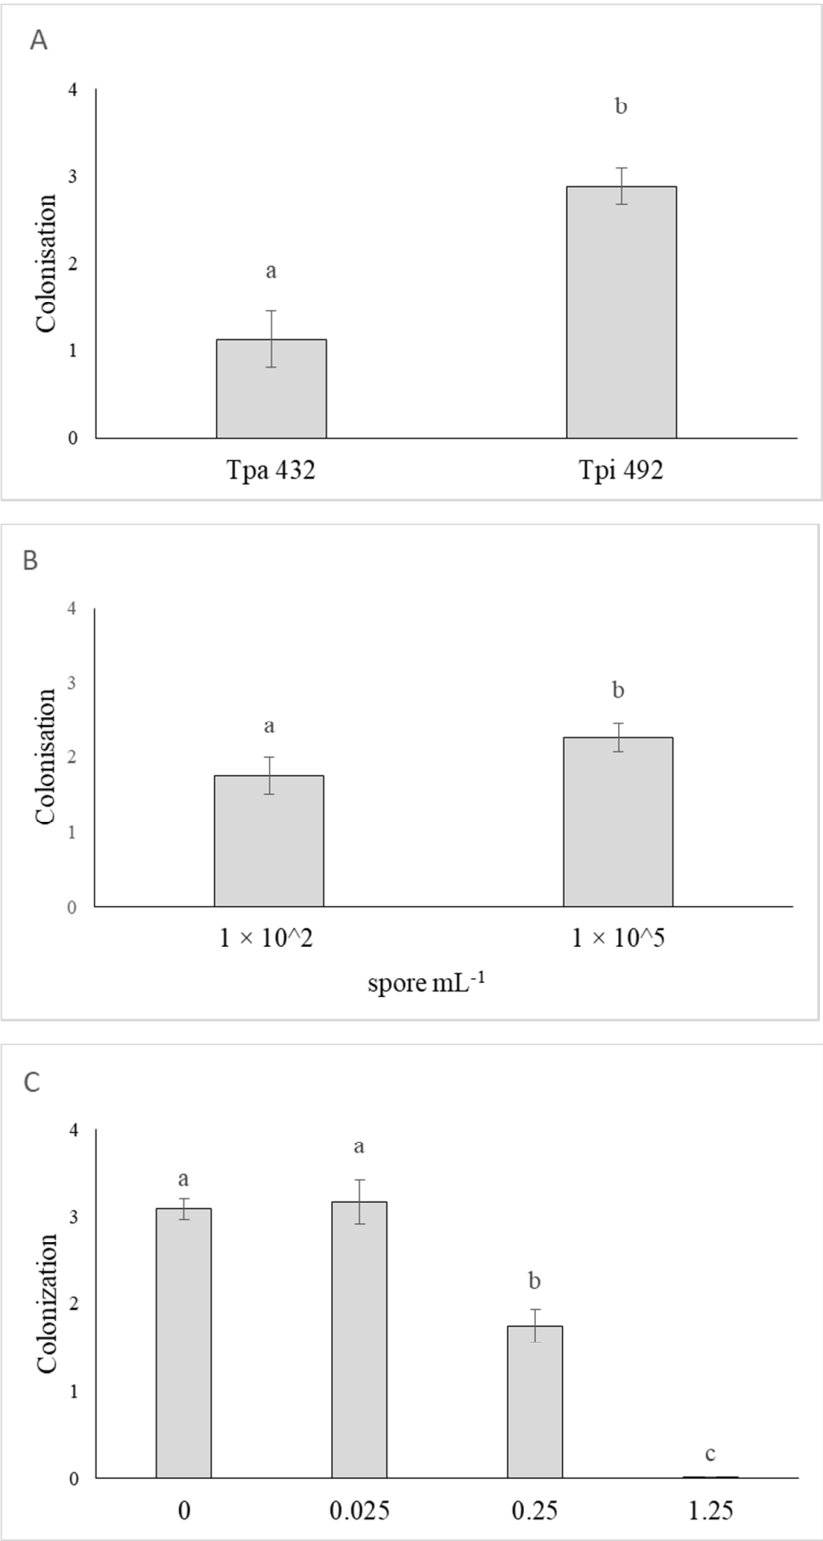 A
4
3
2
1
0
Colonisation
a
b
Tpa 432
Tpi 492
B
4
3
2
1
0
Colonisation
a
b
1 × 10^2
1 × 10^5
spore mL-1
C
4
3
2
1
0
Colonization
a
a
b
c
0
0.025
0.25
1.25